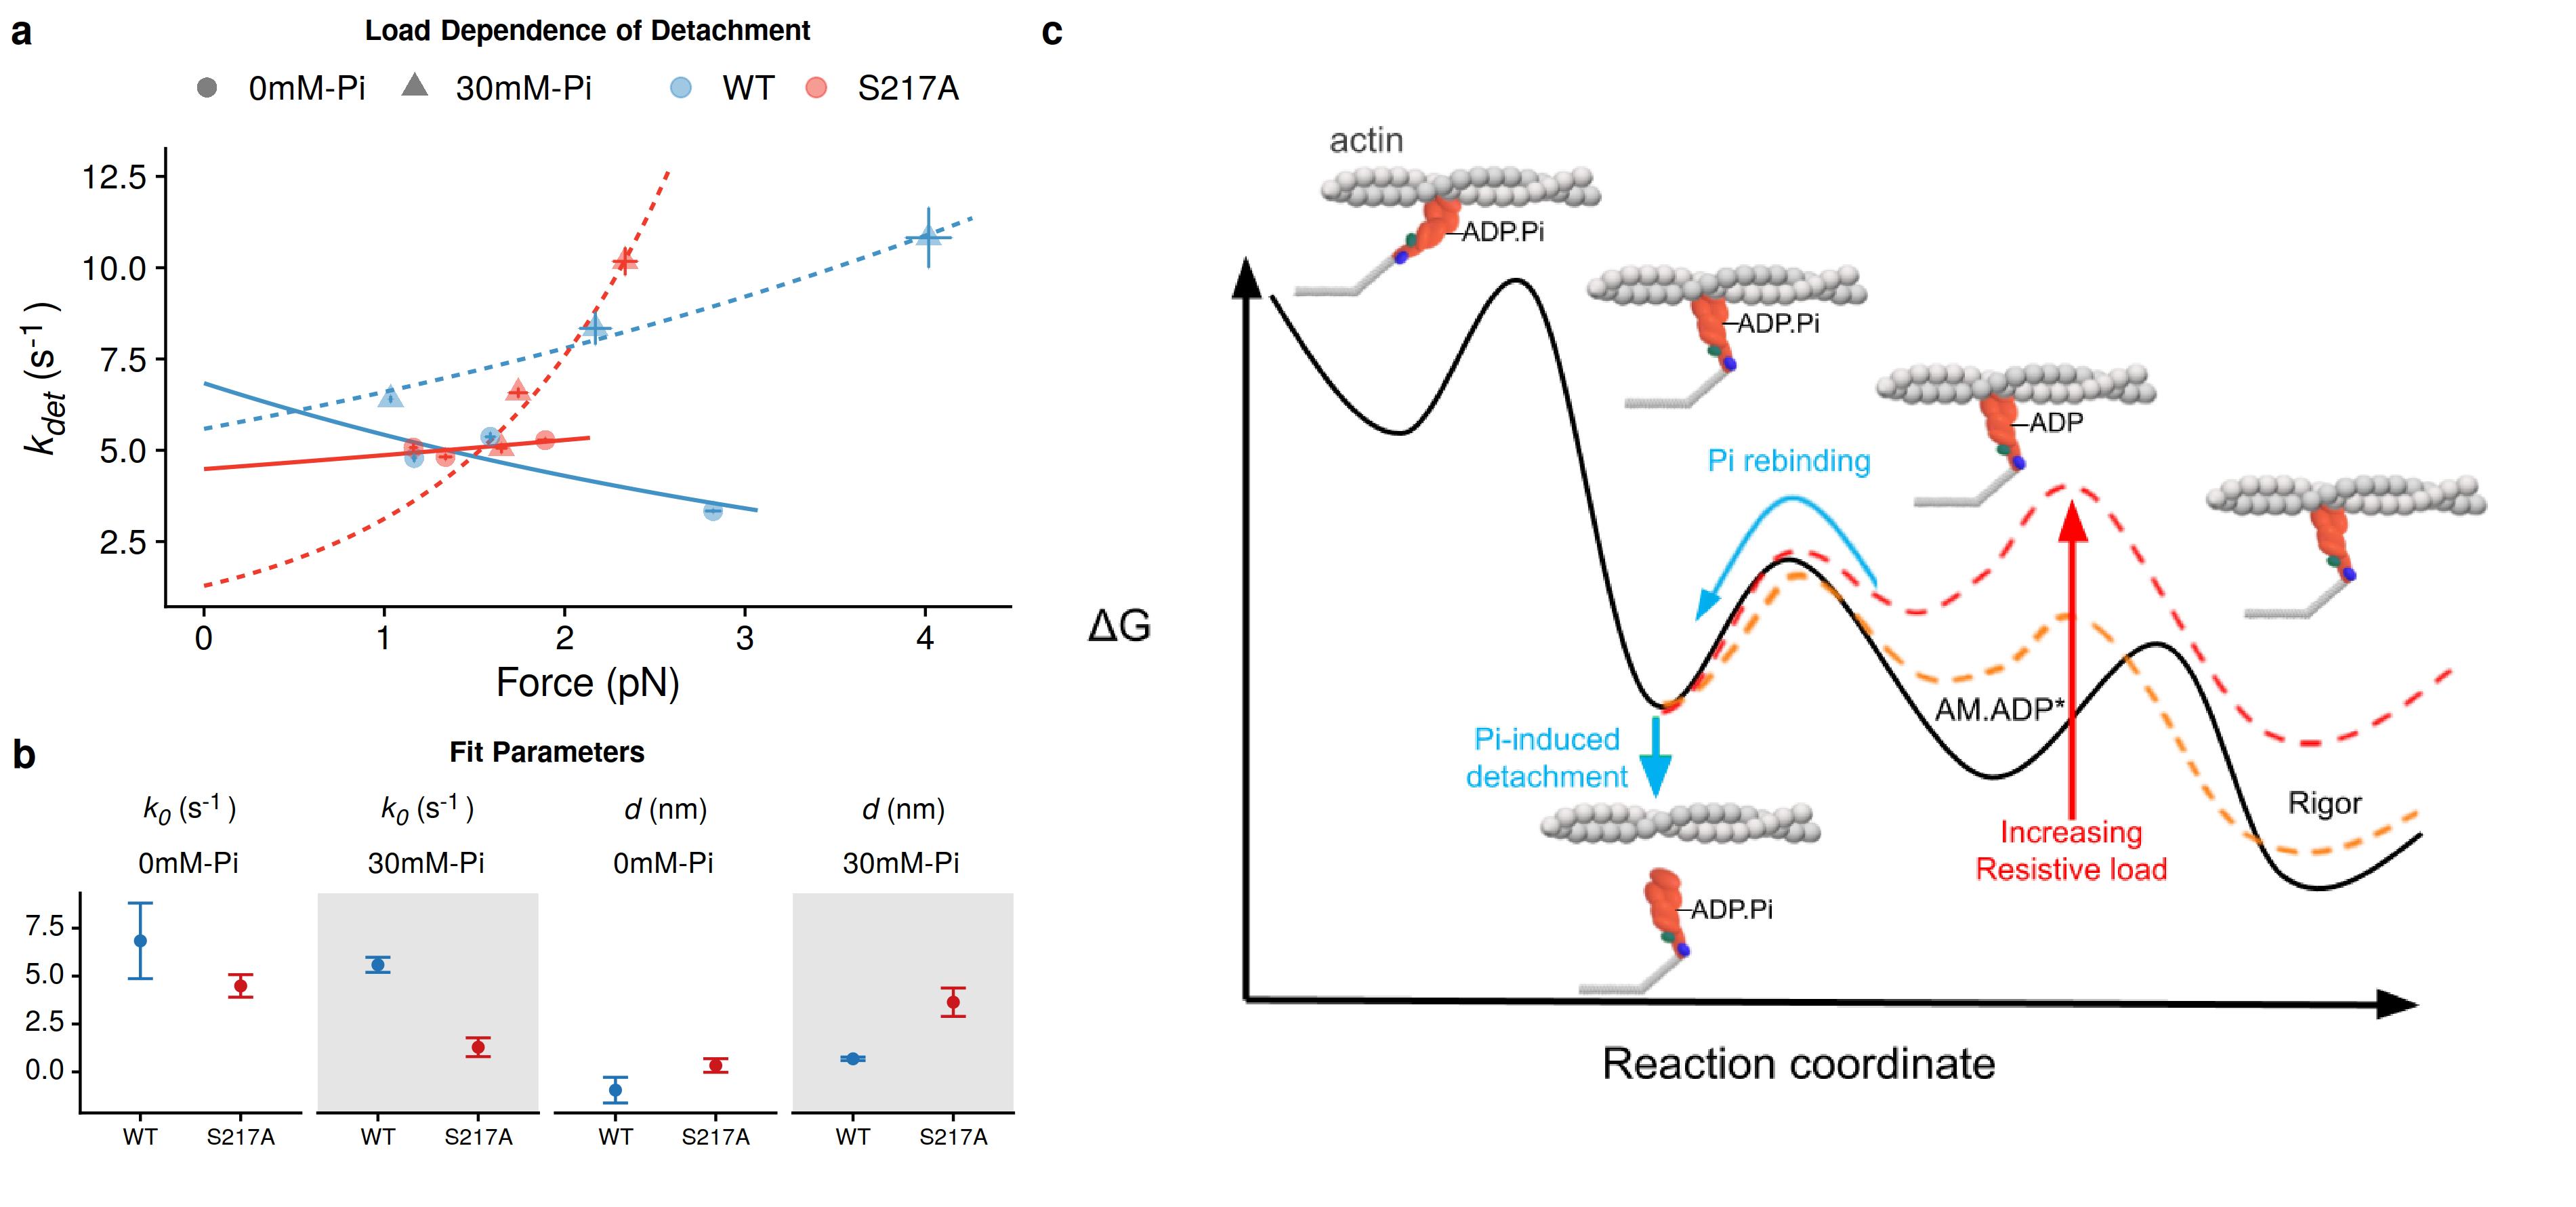 a
Load Dependence of Detachment
0mM-Pi 30mM-Pi WT S217A
12.5
10.0
7.5
5.0
2.5
k_det (s^-1)
0 1 2 3 4
Force (pN)
b
Fit Parameters
k_0 (s^-1) k_0 (s^-1) d (nm) d (nm)
0mM-Pi 30mM-Pi 0mM-Pi 30mM-Pi
7.5
5.0
2.5
0.0
WT S217A WT S217A WT S217A WT S217A
c
actin
ADP.Pi
ADP.Pi
ADP
Pi rebinding
ΔG
AM.ADP*
Pi-induced
detachment
Rigor
Increasing
Resistive load
ADP.Pi
Reaction coordinate